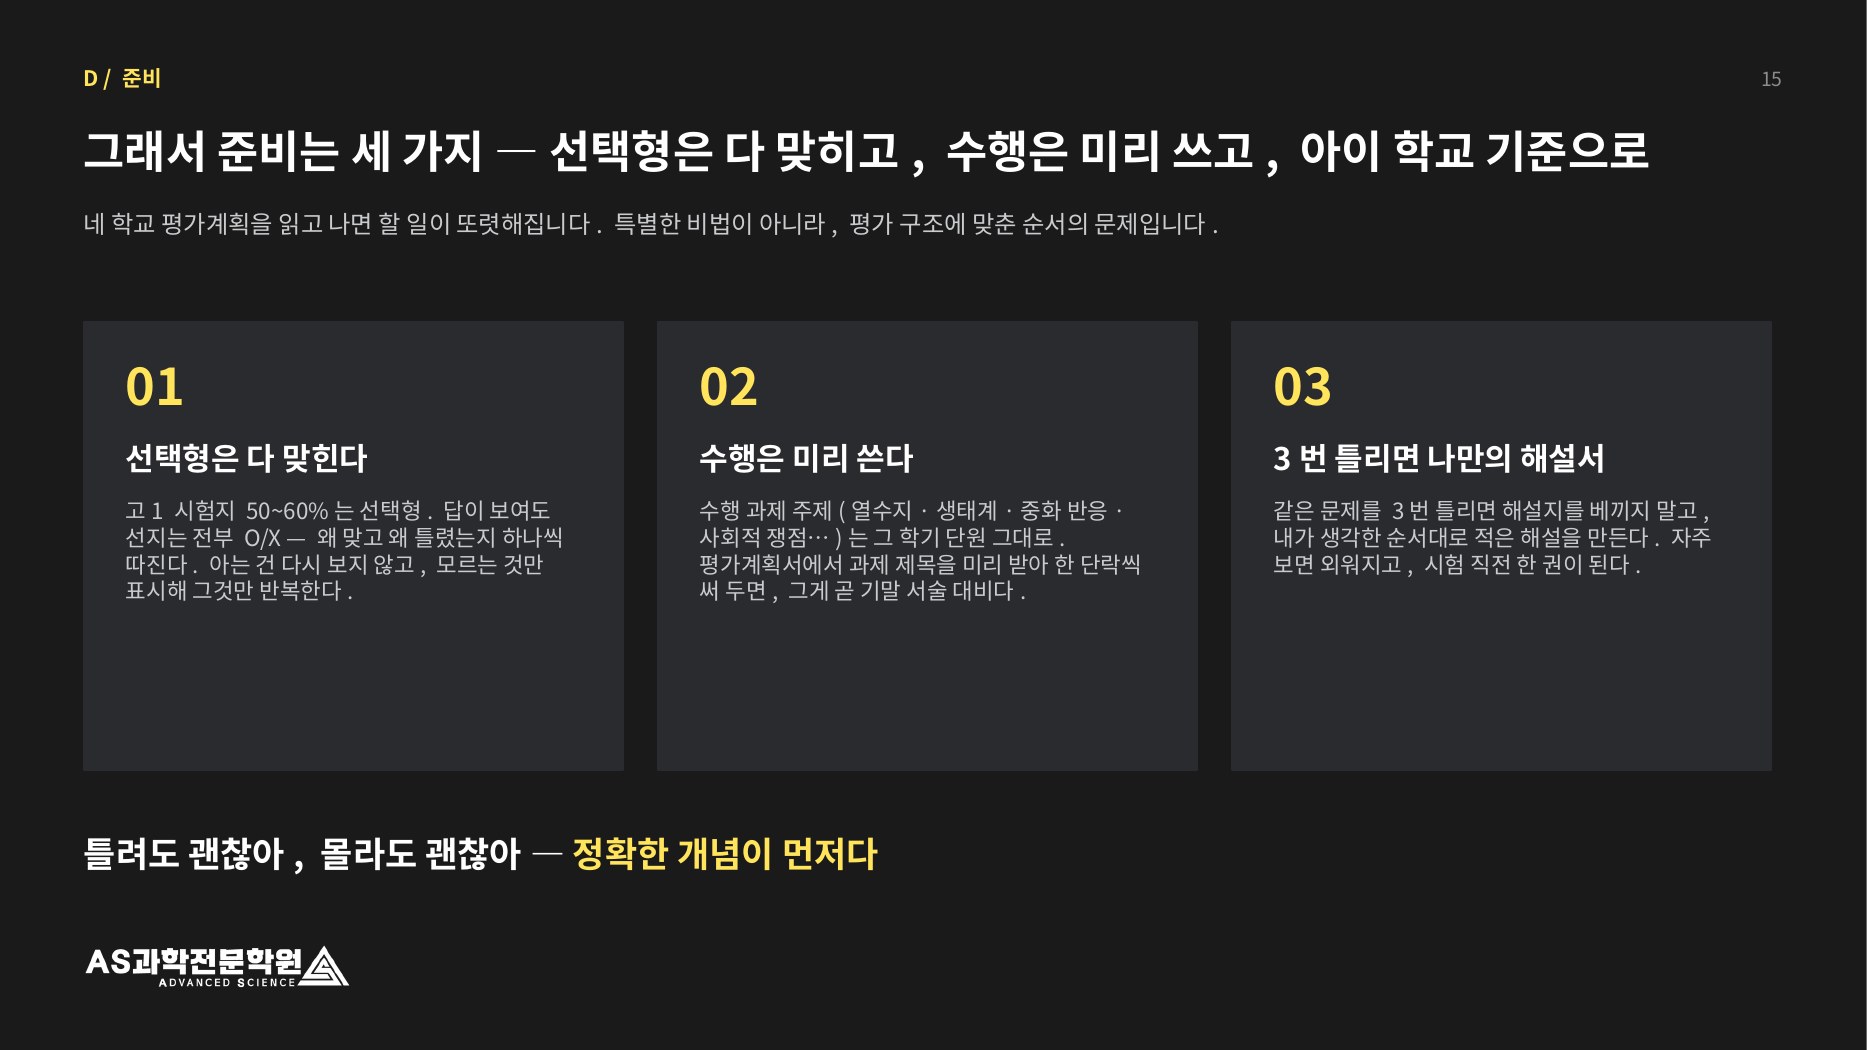 D / 준비
15
그래서 준비는 세 가지 — 선택형은 다 맞히고 , 수행은 미리 쓰고 , 아이 학교 기준으로
네 학교 평가계획을 읽고 나면 할 일이 또렷해집니다 . 특별한 비법이 아니라 , 평가 구조에 맞춘 순서의 문제입니다 .
01
선택형은 다 맞힌다
고 1 시험지 50~60% 는 선택형 . 답이 보여도
선지는 전부 O/X — 왜 맞고 왜 틀렸는지 하나씩
따진다 . 아는 건 다시 보지 않고 , 모르는 것만
표시해 그것만 반복한다 .
02
수행은 미리 쓴다
수행 과제 주제 ( 열수지 · 생태계 · 중화 반응 ·
사회적 쟁점… ) 는 그 학기 단원 그대로 .
평가계획서에서 과제 제목을 미리 받아 한 단락씩
써 두면 , 그게 곧 기말 서술 대비다 .
03
3 번 틀리면 나만의 해설서
같은 문제를 3 번 틀리면 해설지를 베끼지 말고 ,
내가 생각한 순서대로 적은 해설을 만든다 . 자주
보면 외워지고 , 시험 직전 한 권이 된다 .
틀려도 괜찮아 , 몰라도 괜찮아 — 정확한 개념이 먼저다
AS과학전문학원
ADVANCED SCIENCE